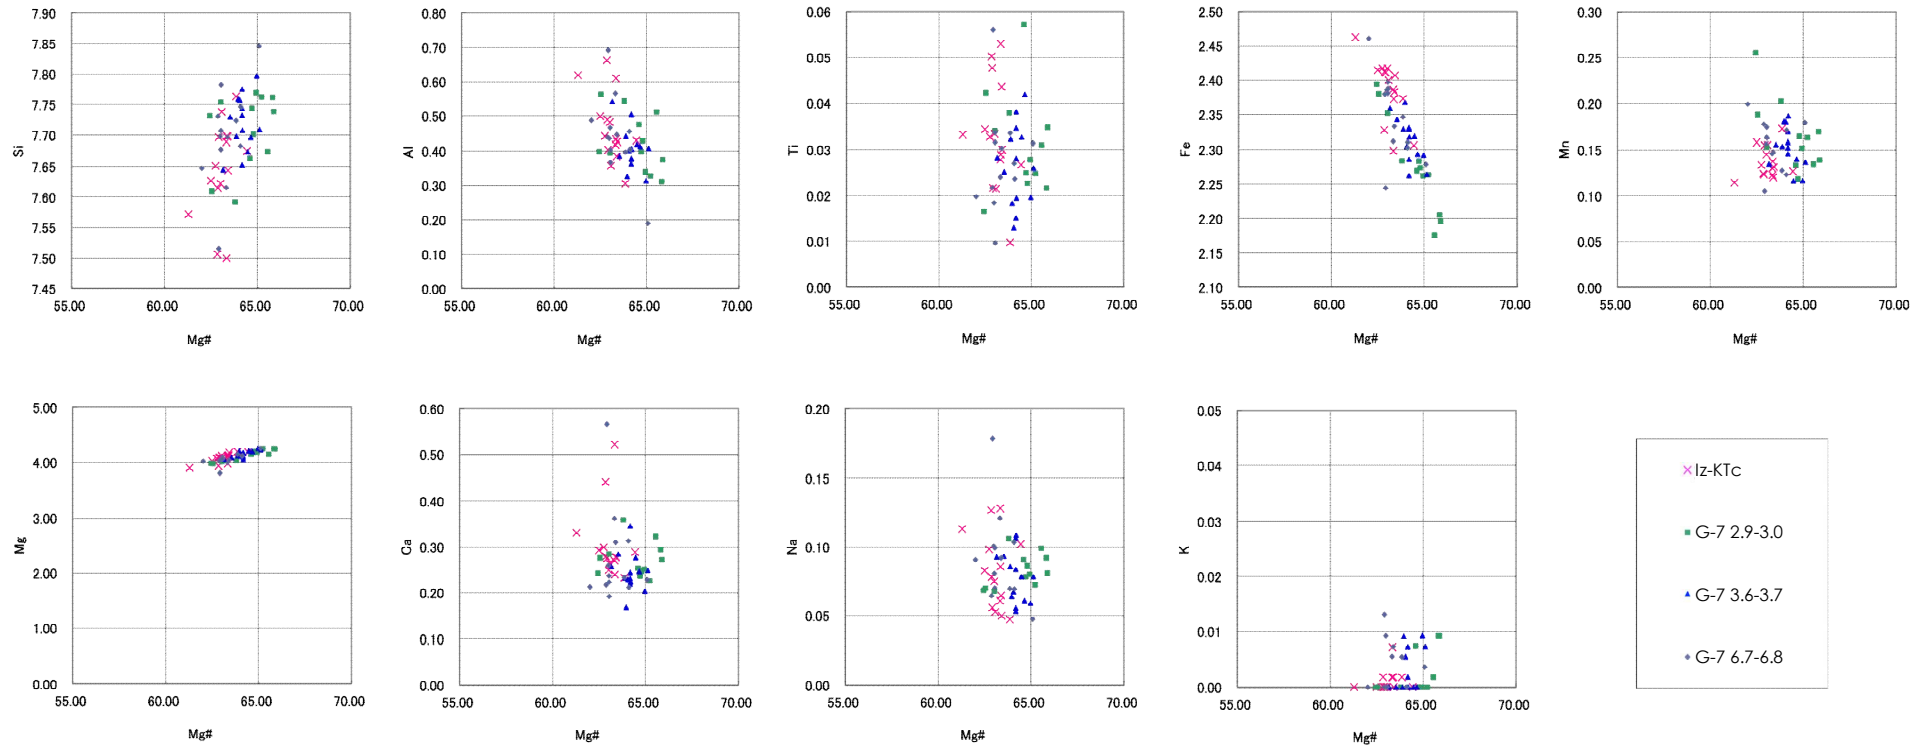 7.90
7.85
7.80
7.75
7.70
7.65
7.60
7.55
7.50
7.45
Si
55.00 60.00 65.00 70.00
Mg#
0.80
0.70
0.60
0.50
0.40
0.30
0.20
0.10
0.00
Al
55.00 60.00 65.00 70.00
Mg#
0.06
0.05
0.04
0.03
0.02
0.01
0.00
Ti
55.00 60.00 65.00 70.00
Mg#
2.50
2.45
2.40
2.35
2.30
2.25
2.20
2.15
2.10
Fe
55.00 60.00 65.00 70.00
Mg#
0.30
0.25
0.20
0.15
0.10
0.05
0.00
Mn
55.00 60.00 65.00 70.00
Mg#
5.00
4.00
3.00
2.00
1.00
0.00
Mg
55.00 60.00 65.00 70.00
Mg#
0.60
0.50
0.40
0.30
0.20
0.10
0.00
Ca
55.00 60.00 65.00 70.00
Mg#
0.20
0.15
0.10
0.05
0.00
Na
55.00 60.00 65.00 70.00
Mg#
0.05
0.04
0.03
0.02
0.01
0.00
K
55.00 60.00 65.00 70.00
Mg#
Iz-KTc
G-7 2.9-3.0
G-7 3.6-3.7
G-7 6.7-6.8